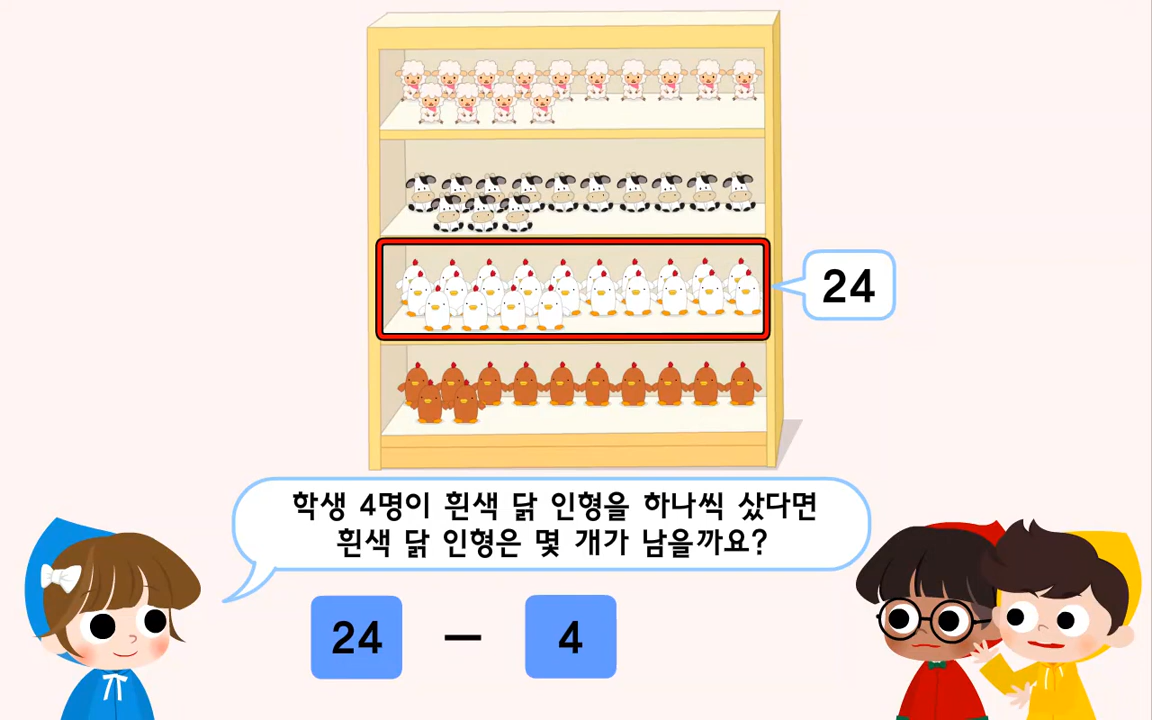 24
학생 4명이 흰색 닭 인형을 하나씩 샀다면
흰색 닭 인형은 몇 개가 남을까요?
24 － 4